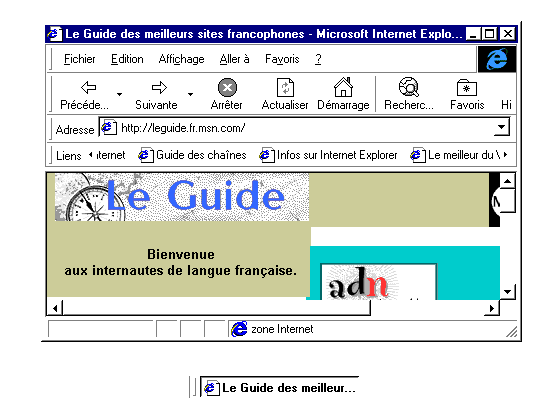 Le Guide des meilleurs sites francophones - Microsoft Internet Explo...
Fichier Edition Affichage Aller à Favoris ?
Précéde... Suivante Arrêter Actualiser Démarrage Recherc... Favoris Hi
Adresse http://leguide.fr.msn.com/
Liens ternet Guide des chaînes Infos sur Internet Explorer Le meilleur du
Le Guide
Bienvenue
aux internautes de langue française.
adn
zone Internet
Le Guide des meilleur...